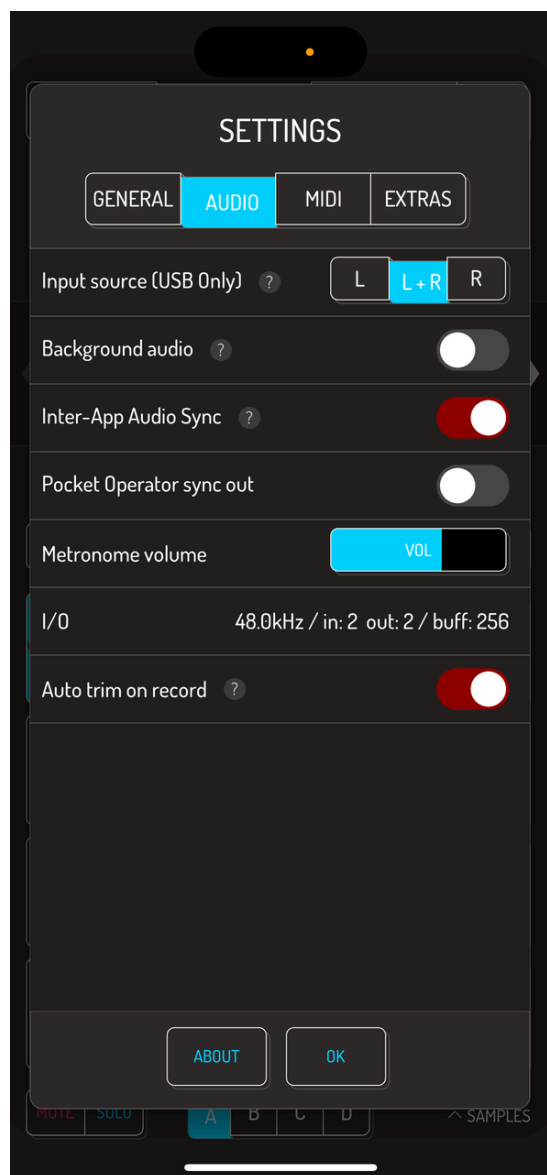 SETTINGS
GENERAL AUDIO MIDI EXTRAS
Input source (USB Only) ? L L + R R
Background audio ?
Inter-App Audio Sync ?
Pocket Operator sync out
Metronome volume VOL
I/O 48.0kHz / in: 2 out: 2 / buff: 256
Auto trim on record ?
ABOUT OK
MUTE SOLO A B C D SAMPLES